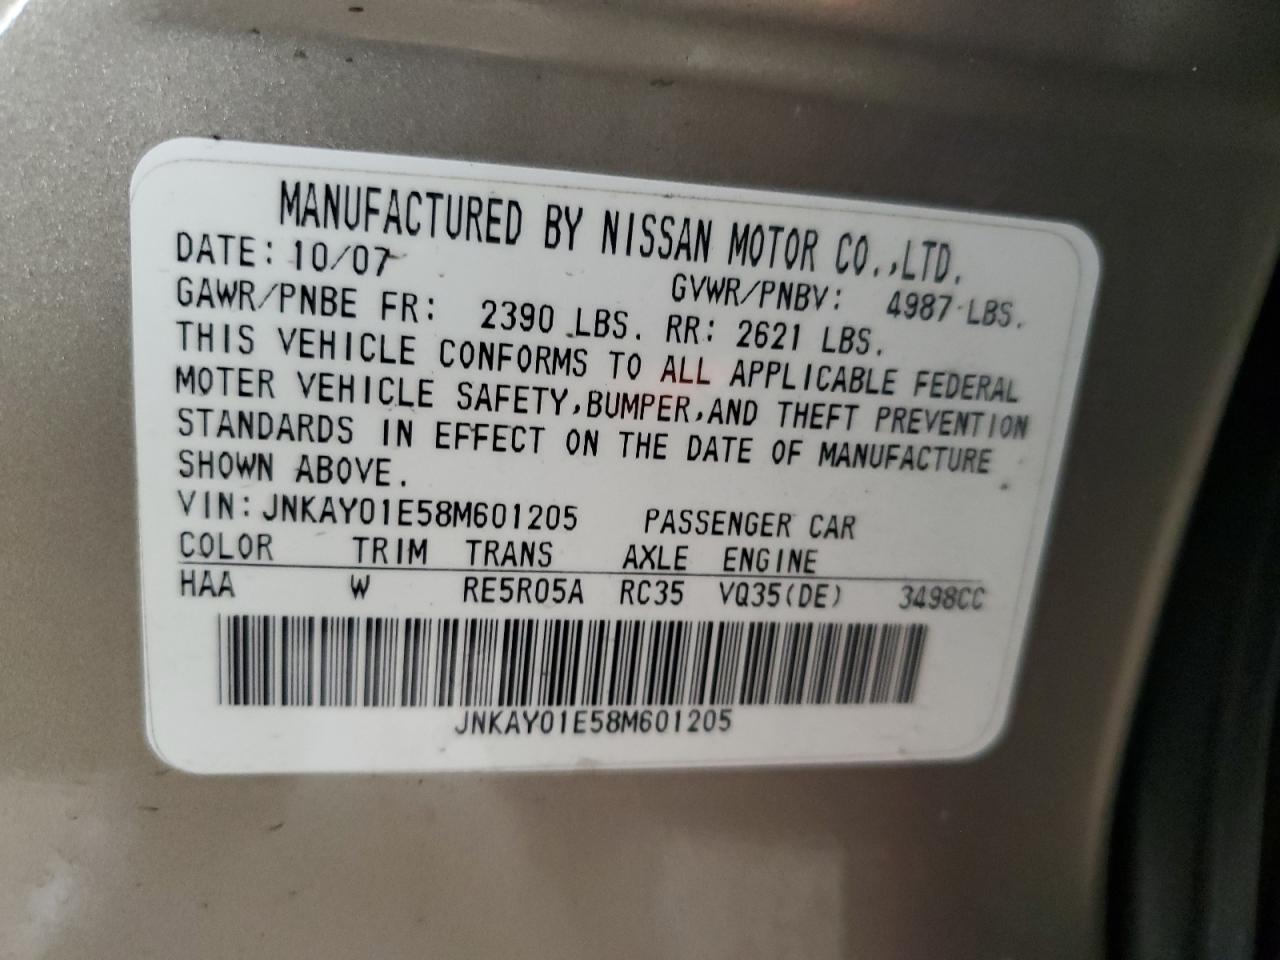 MANUFACTURED BY NISSAN MOTOR CO.,LTD.
DATE: 10/07 GVWR/PNBV: 4987 LBS.
GAWR/PNBE FR: 2390 LBS. RR: 2621 LBS.
THIS VEHICLE CONFORMS TO ALL APPLICABLE FEDERAL
MOTER VEHICLE SAFETY,BUMPER,AND THEFT PREVENTION
STANDARDS IN EFFECT ON THE DATE OF MANUFACTURE
SHOWN ABOVE.
VIN: JNKAY01E58M601205 PASSENGER CAR
COLOR TRIM TRANS AXLE ENGINE
HAA W RE5R05A RC35 VQ35(DE) 3498CC
JNKAY01E58M601205